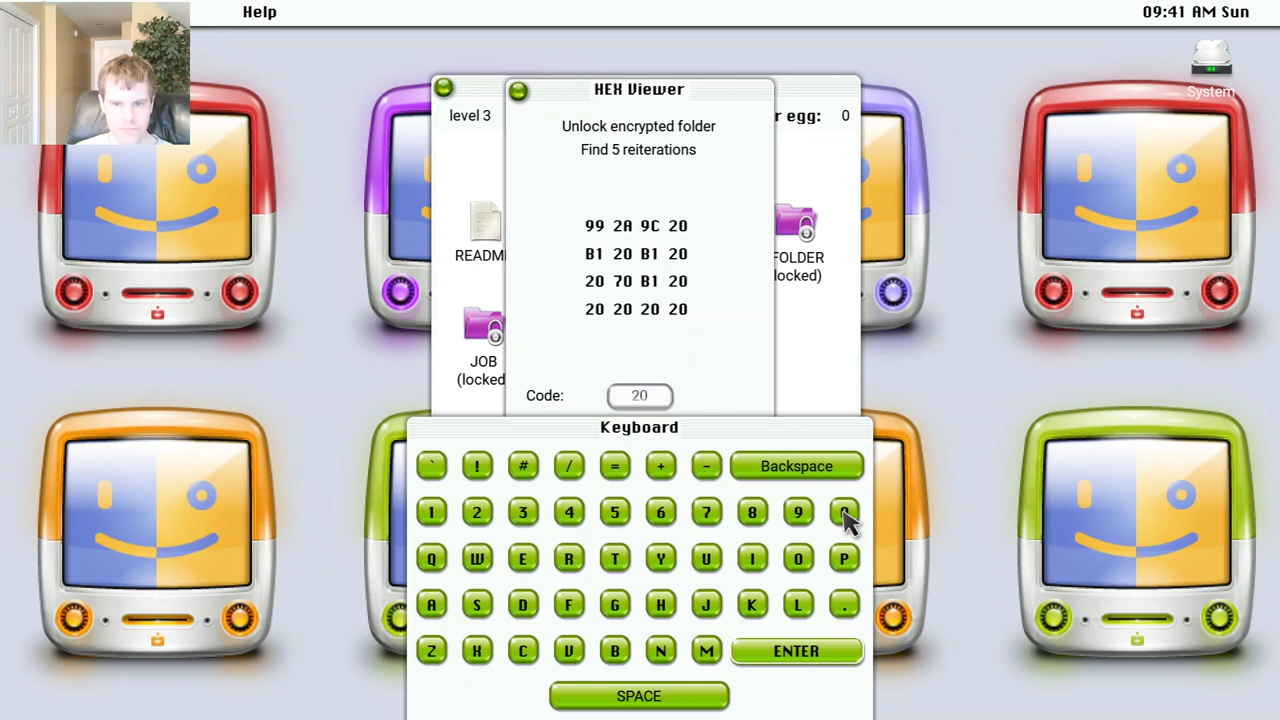 Help 09:41 AM Sun
System
HEX Viewer
level 3 r egg: 0
Unlock encrypted folder
Find 5 reiterations
99 2A 9C 20
B1 20 B1 20
20 70 B1 20
20 20 20 20
README
FOLDER
locked)
JOB
(locked
Code: 20
Keyboard
` ! # / = + - Backspace
1 2 3 4 5 6 7 8 9
Q W E R T Y U I O P
A S D F G H J K L .
Z X C V B N M ENTER
SPACE